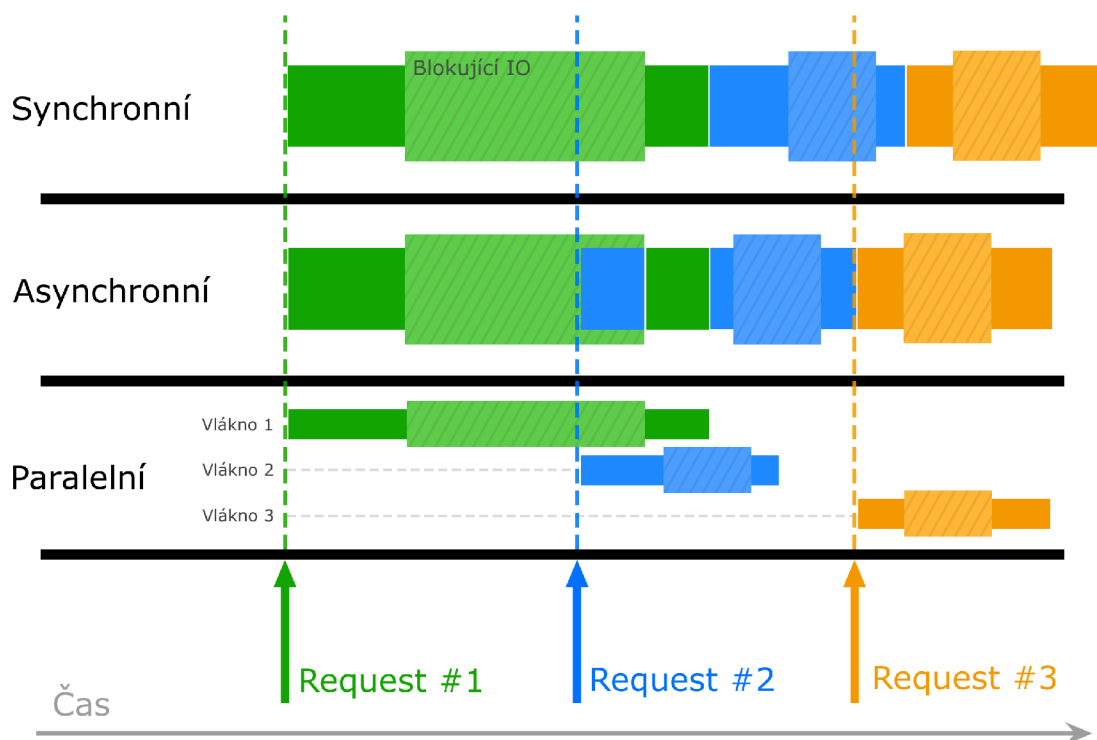 Blokující IO
Synchronní
Asynchronní
Vlákno 1
Vlákno 2
Paralelní
Vlákno 3
Request #1
Request #2
Request #3
Čas